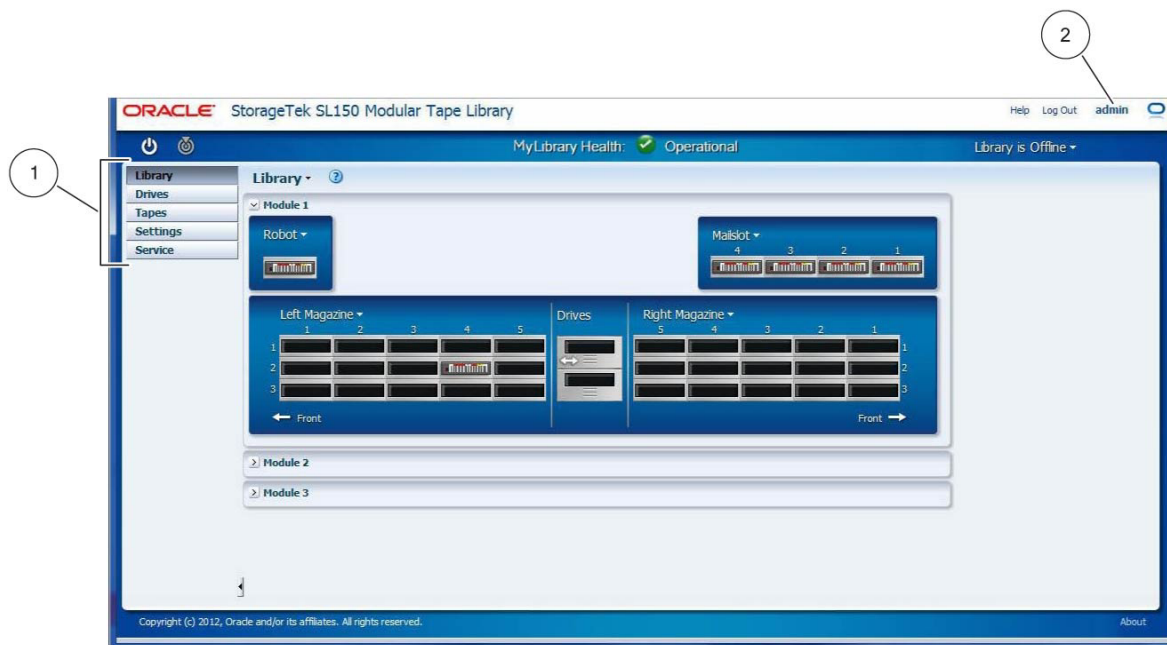 2
ORACLE StorageTek SL150 Modular Tape Library Help Log Out admin
MyLibrary Health: Operational Library is Offline
1
Library
Drives
Tapes
Settings
Service
Library
Module 1
Robot
Mailslot
4 3 2 1
Left Magazine Drives Right Magazine
1 2 3 4 5 5 4 3 2 1
1 1
2 2
3 3
Front Front
Module 2
Module 3
Copyright (c) 2012, Oracle and/or its affiliates. All rights reserved. About